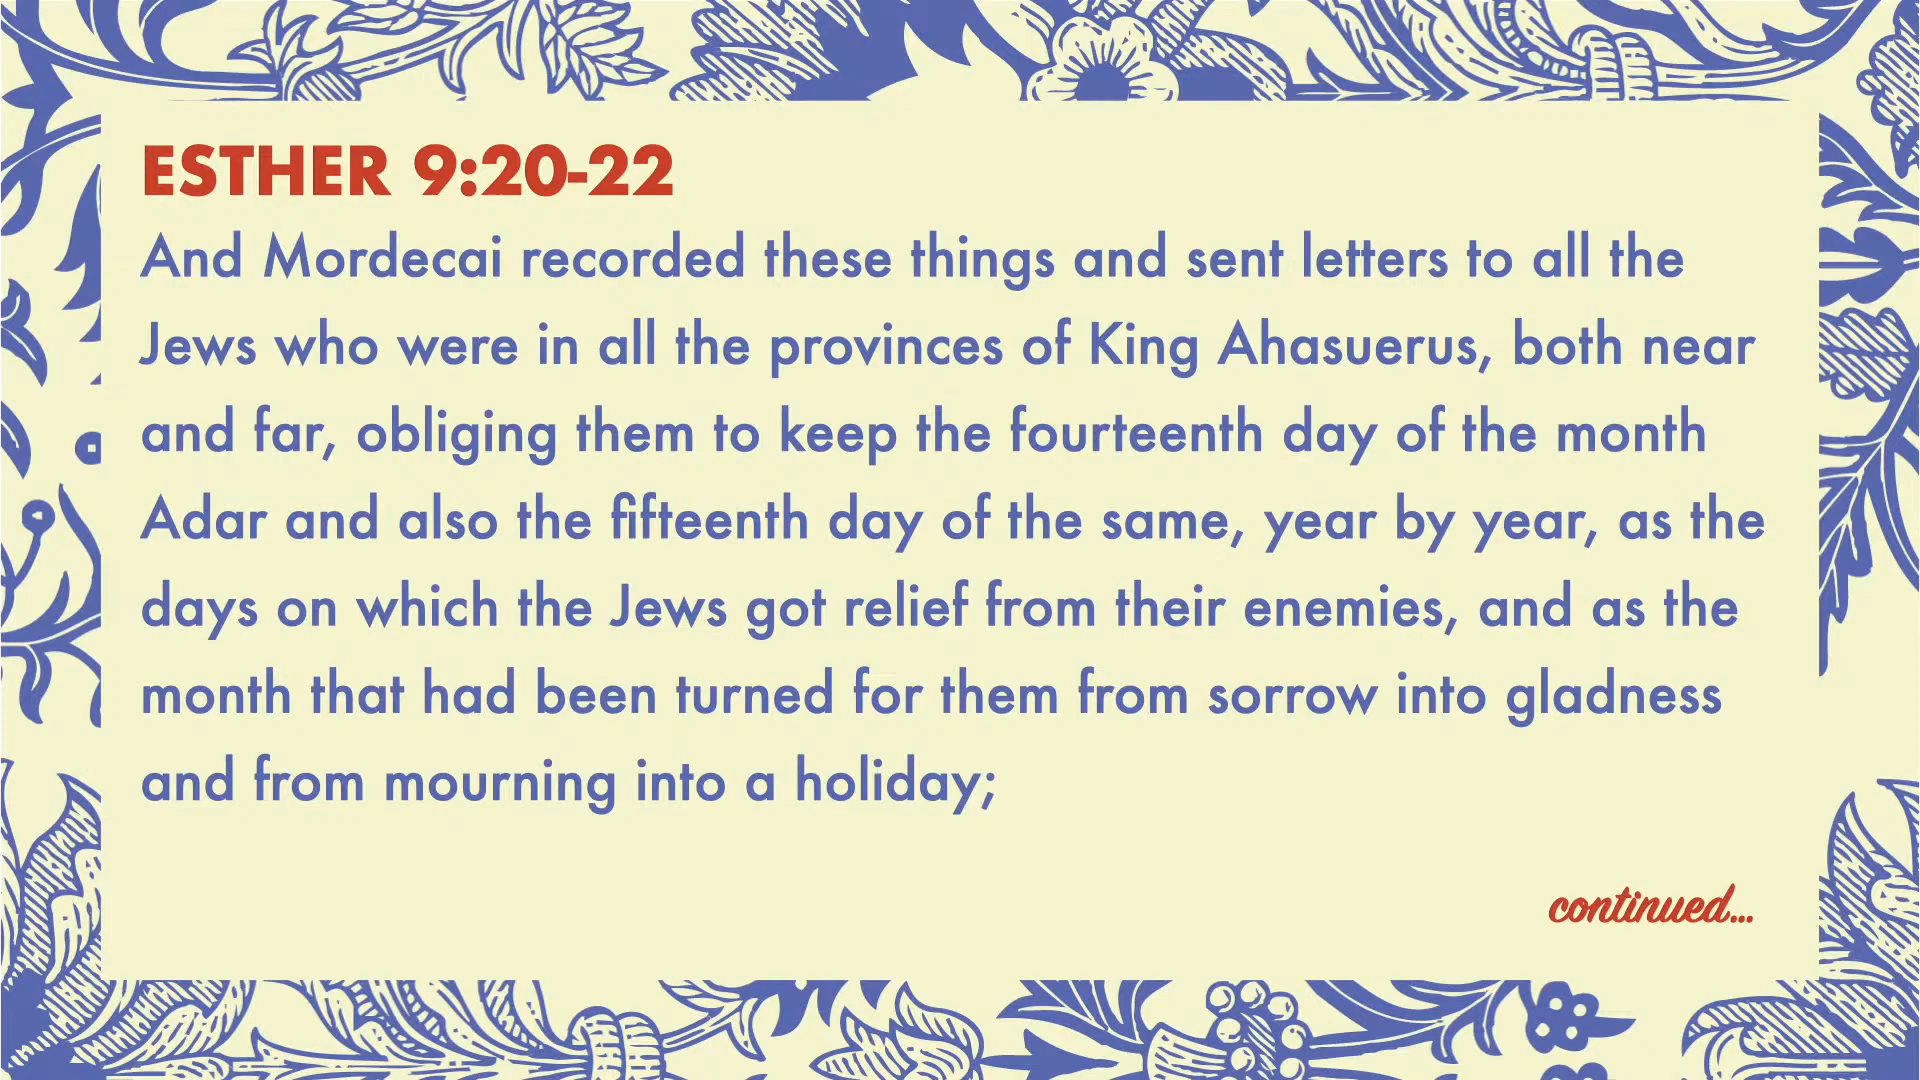 ESTHER 9:20-22
And Mordecai recorded these things and sent letters to all the
Jews who were in all the provinces of King Ahasuerus, both near
and far, obliging them to keep the fourteenth day of the month
Adar and also the fifteenth day of the same, year by year, as the
days on which the Jews got relief from their enemies, and as the
month that had been turned for them from sorrow into gladness
and from mourning into a holiday;
continued...